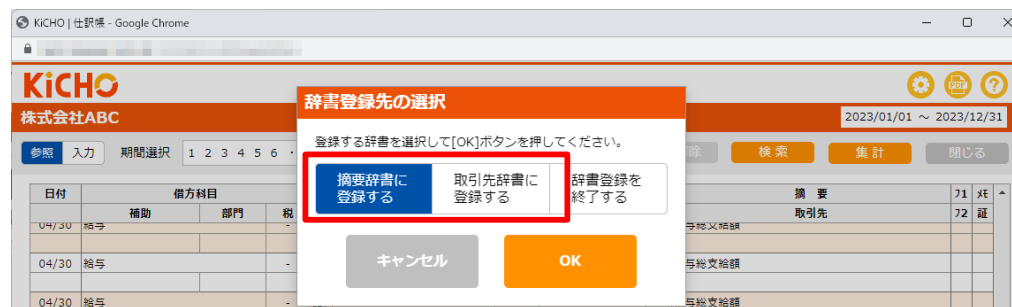 KiCHO | 仕訳帳 - Google Chrome
KiCHO
PDF ?
株式会社ABC
2023/01/01 ～ 2023/12/31
参照 入力 期間選択 1 2 3 4 5 6 ・
除 検索 集計 閉じる
辞書登録先の選択
登録する辞書を選択して[OK]ボタンを押してください。
摘要辞書に
登録する
取引先辞書に
登録する
辞書登録を
終了する
キャンセル OK
日付 借方科目 摘 要 71 〆モ
補助 部門 税 取引先 72 証
04/30 給与 - 与総支給額
04/30 給与 - 与総支給額
04/30 給与 - 与総支給額